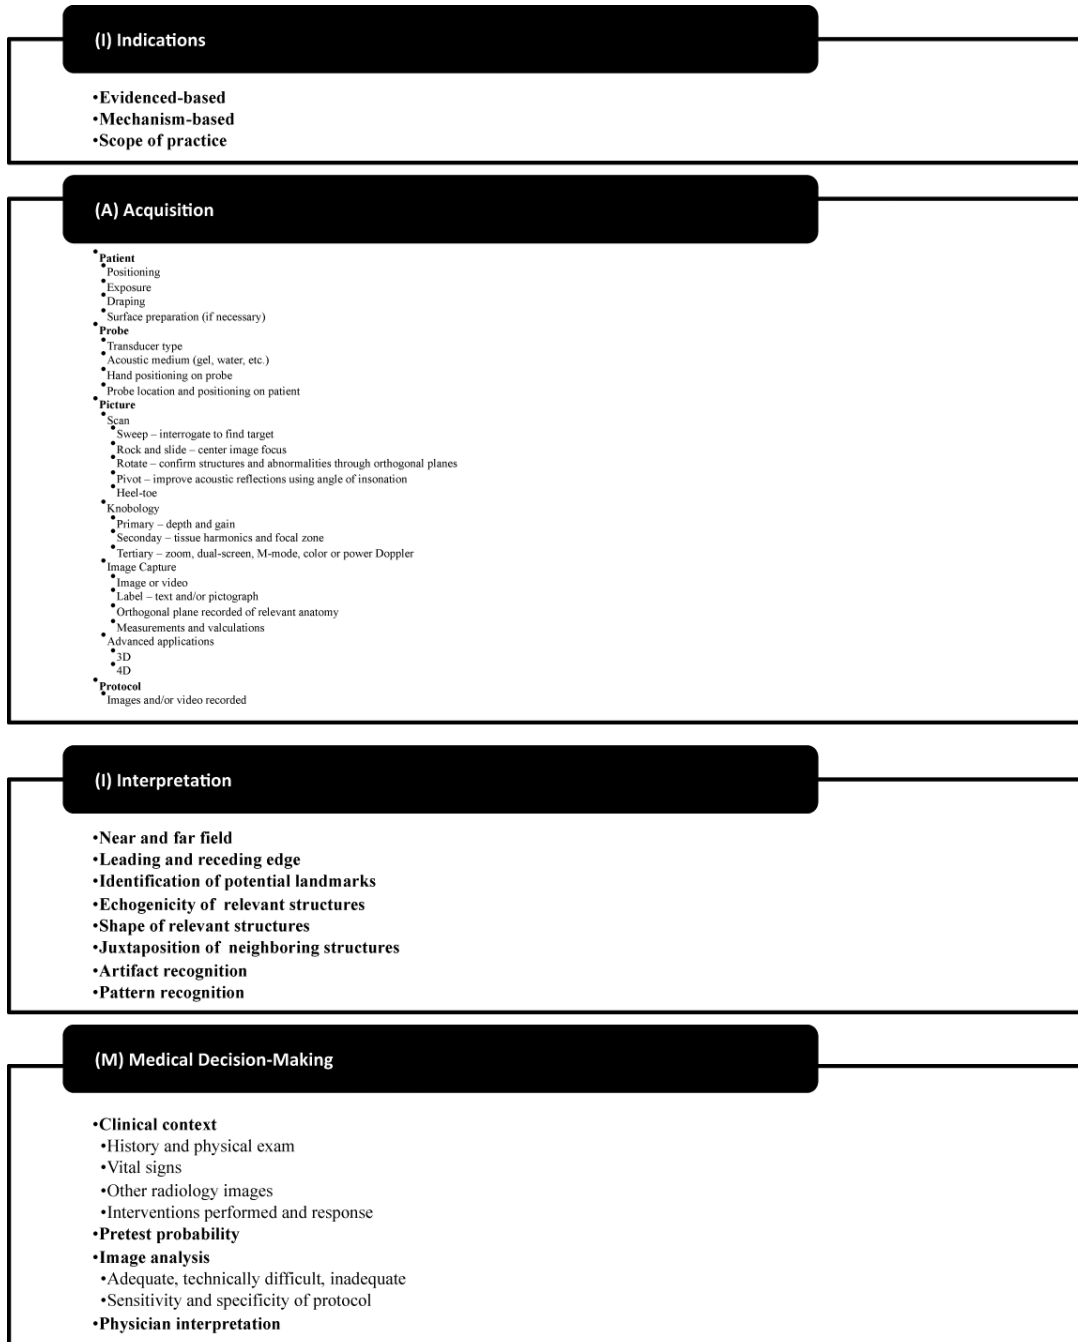 (I) Indications
•Evidenced-based
•Mechanism-based
•Scope of practice
(A) Acquisition
•Patient
•Positioning
•Exposure
•Draping
•Surface preparation (if necessary)
•Probe
•Transducer type
•Acoustic medium (gel, water, etc.)
•Hand positioning on probe
•Probe location and positioning on patient
•Picture
•Scan
•Sweep – interrogate to find target
•Rock and slide – center image focus
•Rotate – confirm structures and abnormalities through orthogonal planes
•Pivot – improve acoustic reflections using angle of insonation
•Heel-toe
•Knobology
•Primary – depth and gain
•Seconday – tissue harmonics and focal zone
•Tertiary – zoom, dual-screen, M-mode, color or power Doppler
•Image Capture
•Image or video
•Label – text and/or pictograph
•Orthogonal plane recorded of relevant anatomy
•Measurements and valculations
•Advanced applications
•3D
•4D
•Protocol
•Images and/or video recorded
(I) Interpretation
•Near and far field
•Leading and receding edge
•Identification of potential landmarks
•Echogenicity of relevant structures
•Shape of relevant structures
•Juxtaposition of neighboring structures
•Artifact recognition
•Pattern recognition
(M) Medical Decision-Making
•Clinical context
•History and physical exam
•Vital signs
•Other radiology images
•Interventions performed and response
•Pretest probability
•Image analysis
•Adequate, technically difficult, inadequate
•Sensitivity and specificity of protocol
•Physician interpretation